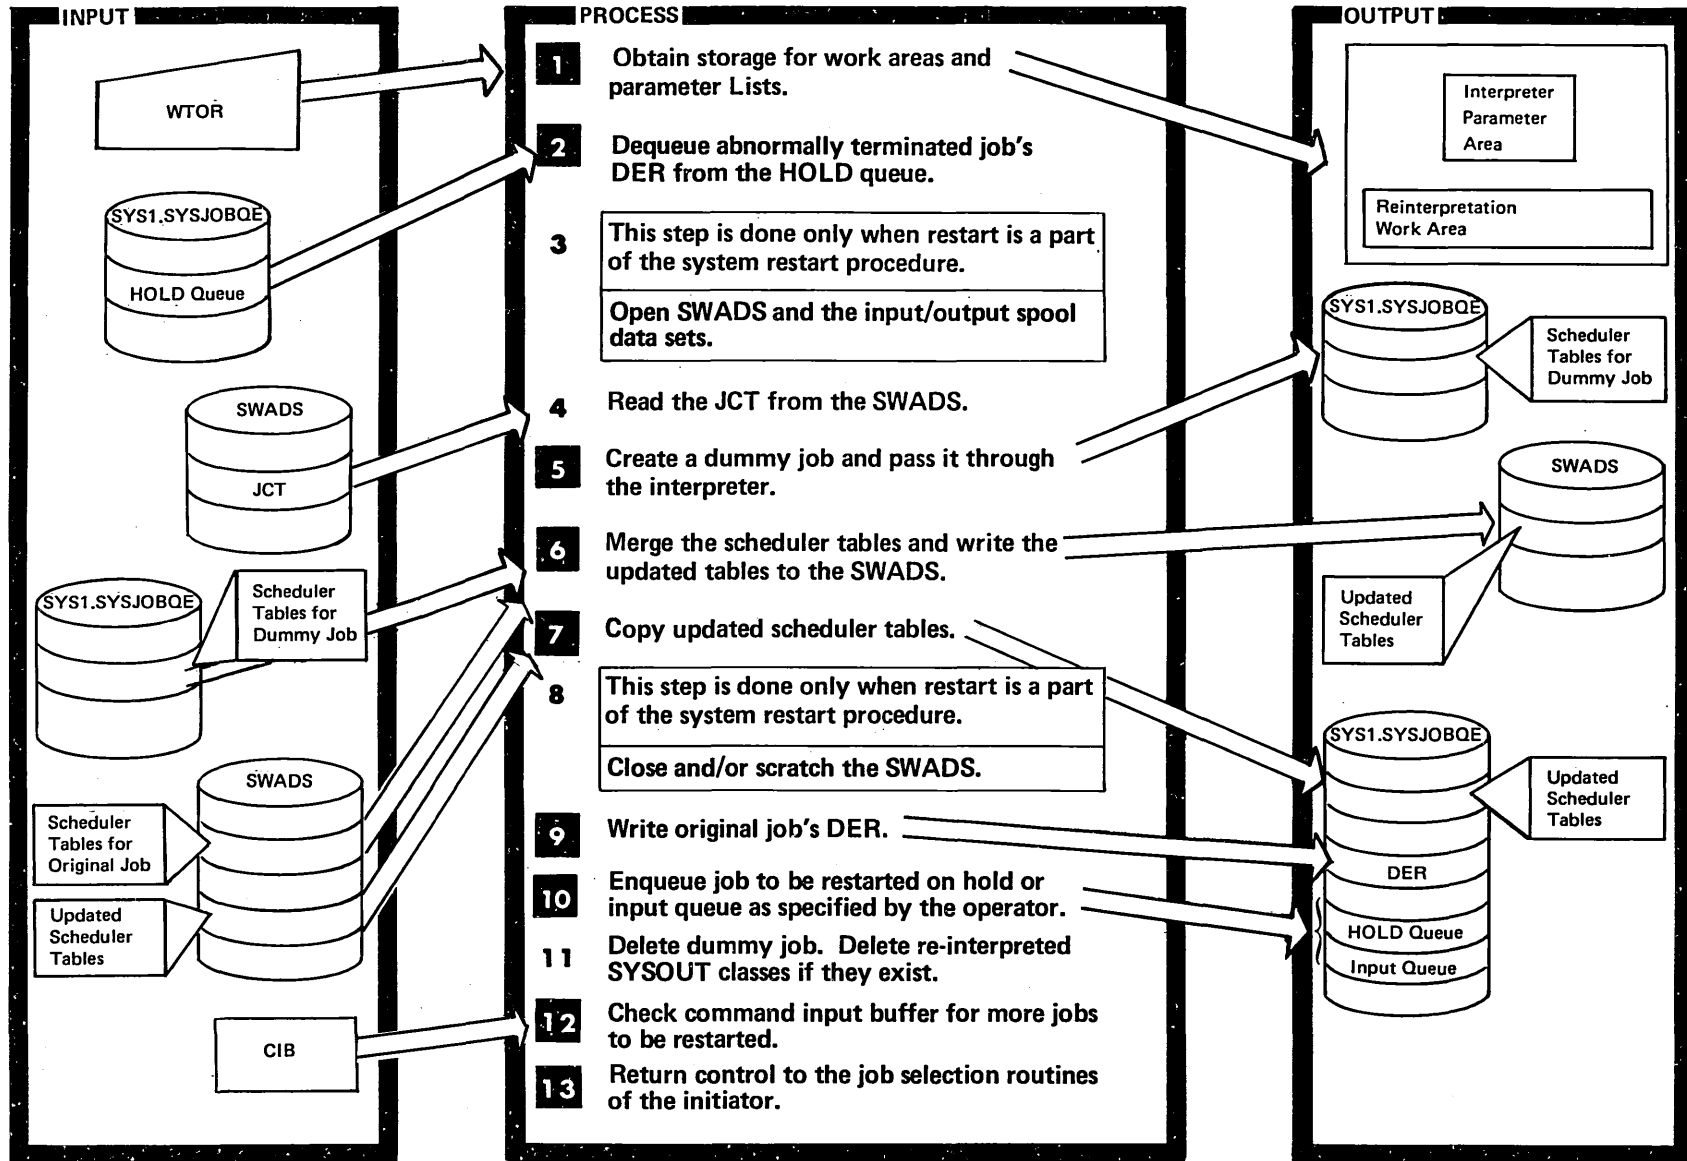 INPUT
WTOR
SYS1.SYSJOBQE
HOLD Queue
SWADS
JCT
SYS1.SYSJOBQE
Scheduler
Tables for
Dummy Job
SWADS
Scheduler
Tables for
Original Job
Updated
Scheduler
Tables
CIB
PROCESS
1 Obtain storage for work areas and
parameter Lists.
2 Dequeue abnormally terminated job's
DER from the HOLD queue.
3 This step is done only when restart is a part
of the system restart procedure.
Open SWADS and the input/output spool
data sets.
4 Read the JCT from the SWADS.
5 Create a dummy job and pass it through
the interpreter.
6 Merge the scheduler tables and write the
updated tables to the SWADS.
7 Copy updated scheduler tables.
8 This step is done only when restart is a part
of the system restart procedure.
Close and/or scratch the SWADS.
9 Write original job's DER.
10 Enqueue job to be restarted on hold or
input queue as specified by the operator.
11 Delete dummy job. Delete re-interpreted
SYSOUT classes if they exist.
12 Check command input buffer for more jobs
to be restarted.
13 Return control to the job selection routines
of the initiator.
OUTPUT
Interpreter
Parameter
Area
Reinterpretation
Work Area
SYS1.SYSJOBQE
Scheduler
Tables for
Dummy Job
SWADS
Updated
Scheduler
Tables
SYS1.SYSJOBQE
Updated
Scheduler
Tables
DER
HOLD Queue
Input Queue